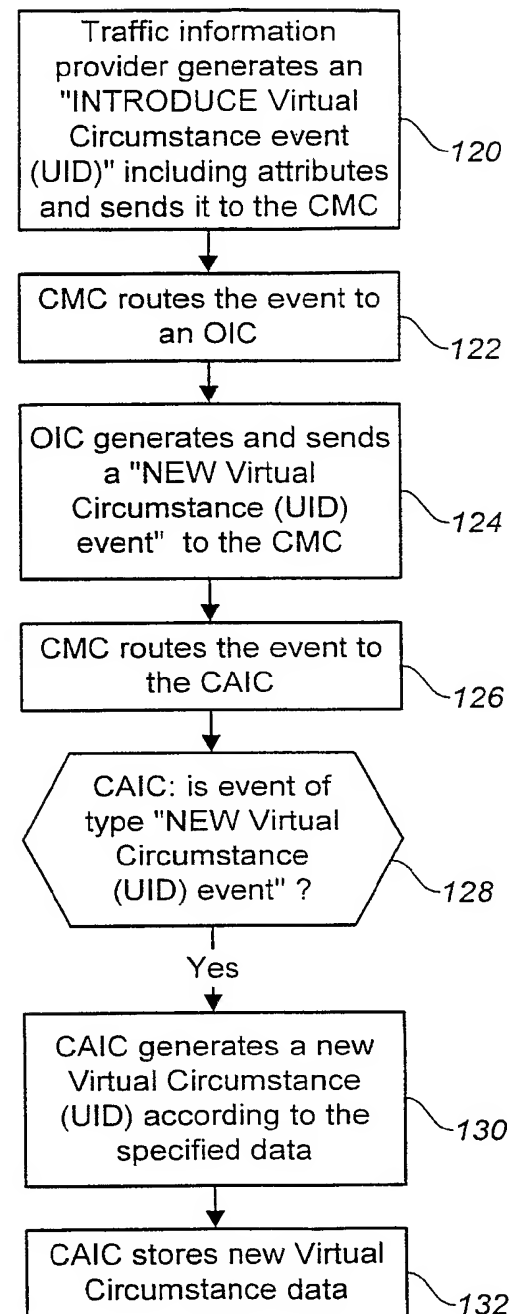 Traffic information
provider generates an
"INTRODUCE Virtual
Circumstance event
(UID)" including attributes
and sends it to the CMC
120
CMC routes the event to
an OIC
122
OIC generates and sends
a "NEW Virtual
Circumstance (UID)
event" to the CMC
124
CMC routes the event to
the CAIC
126
CAIC: is event of
type "NEW Virtual
Circumstance
(UID) event" ?
128
Yes
CAIC generates a new
Virtual Circumstance
(UID) according to the
specified data
130
CAIC stores new Virtual
Circumstance data
132